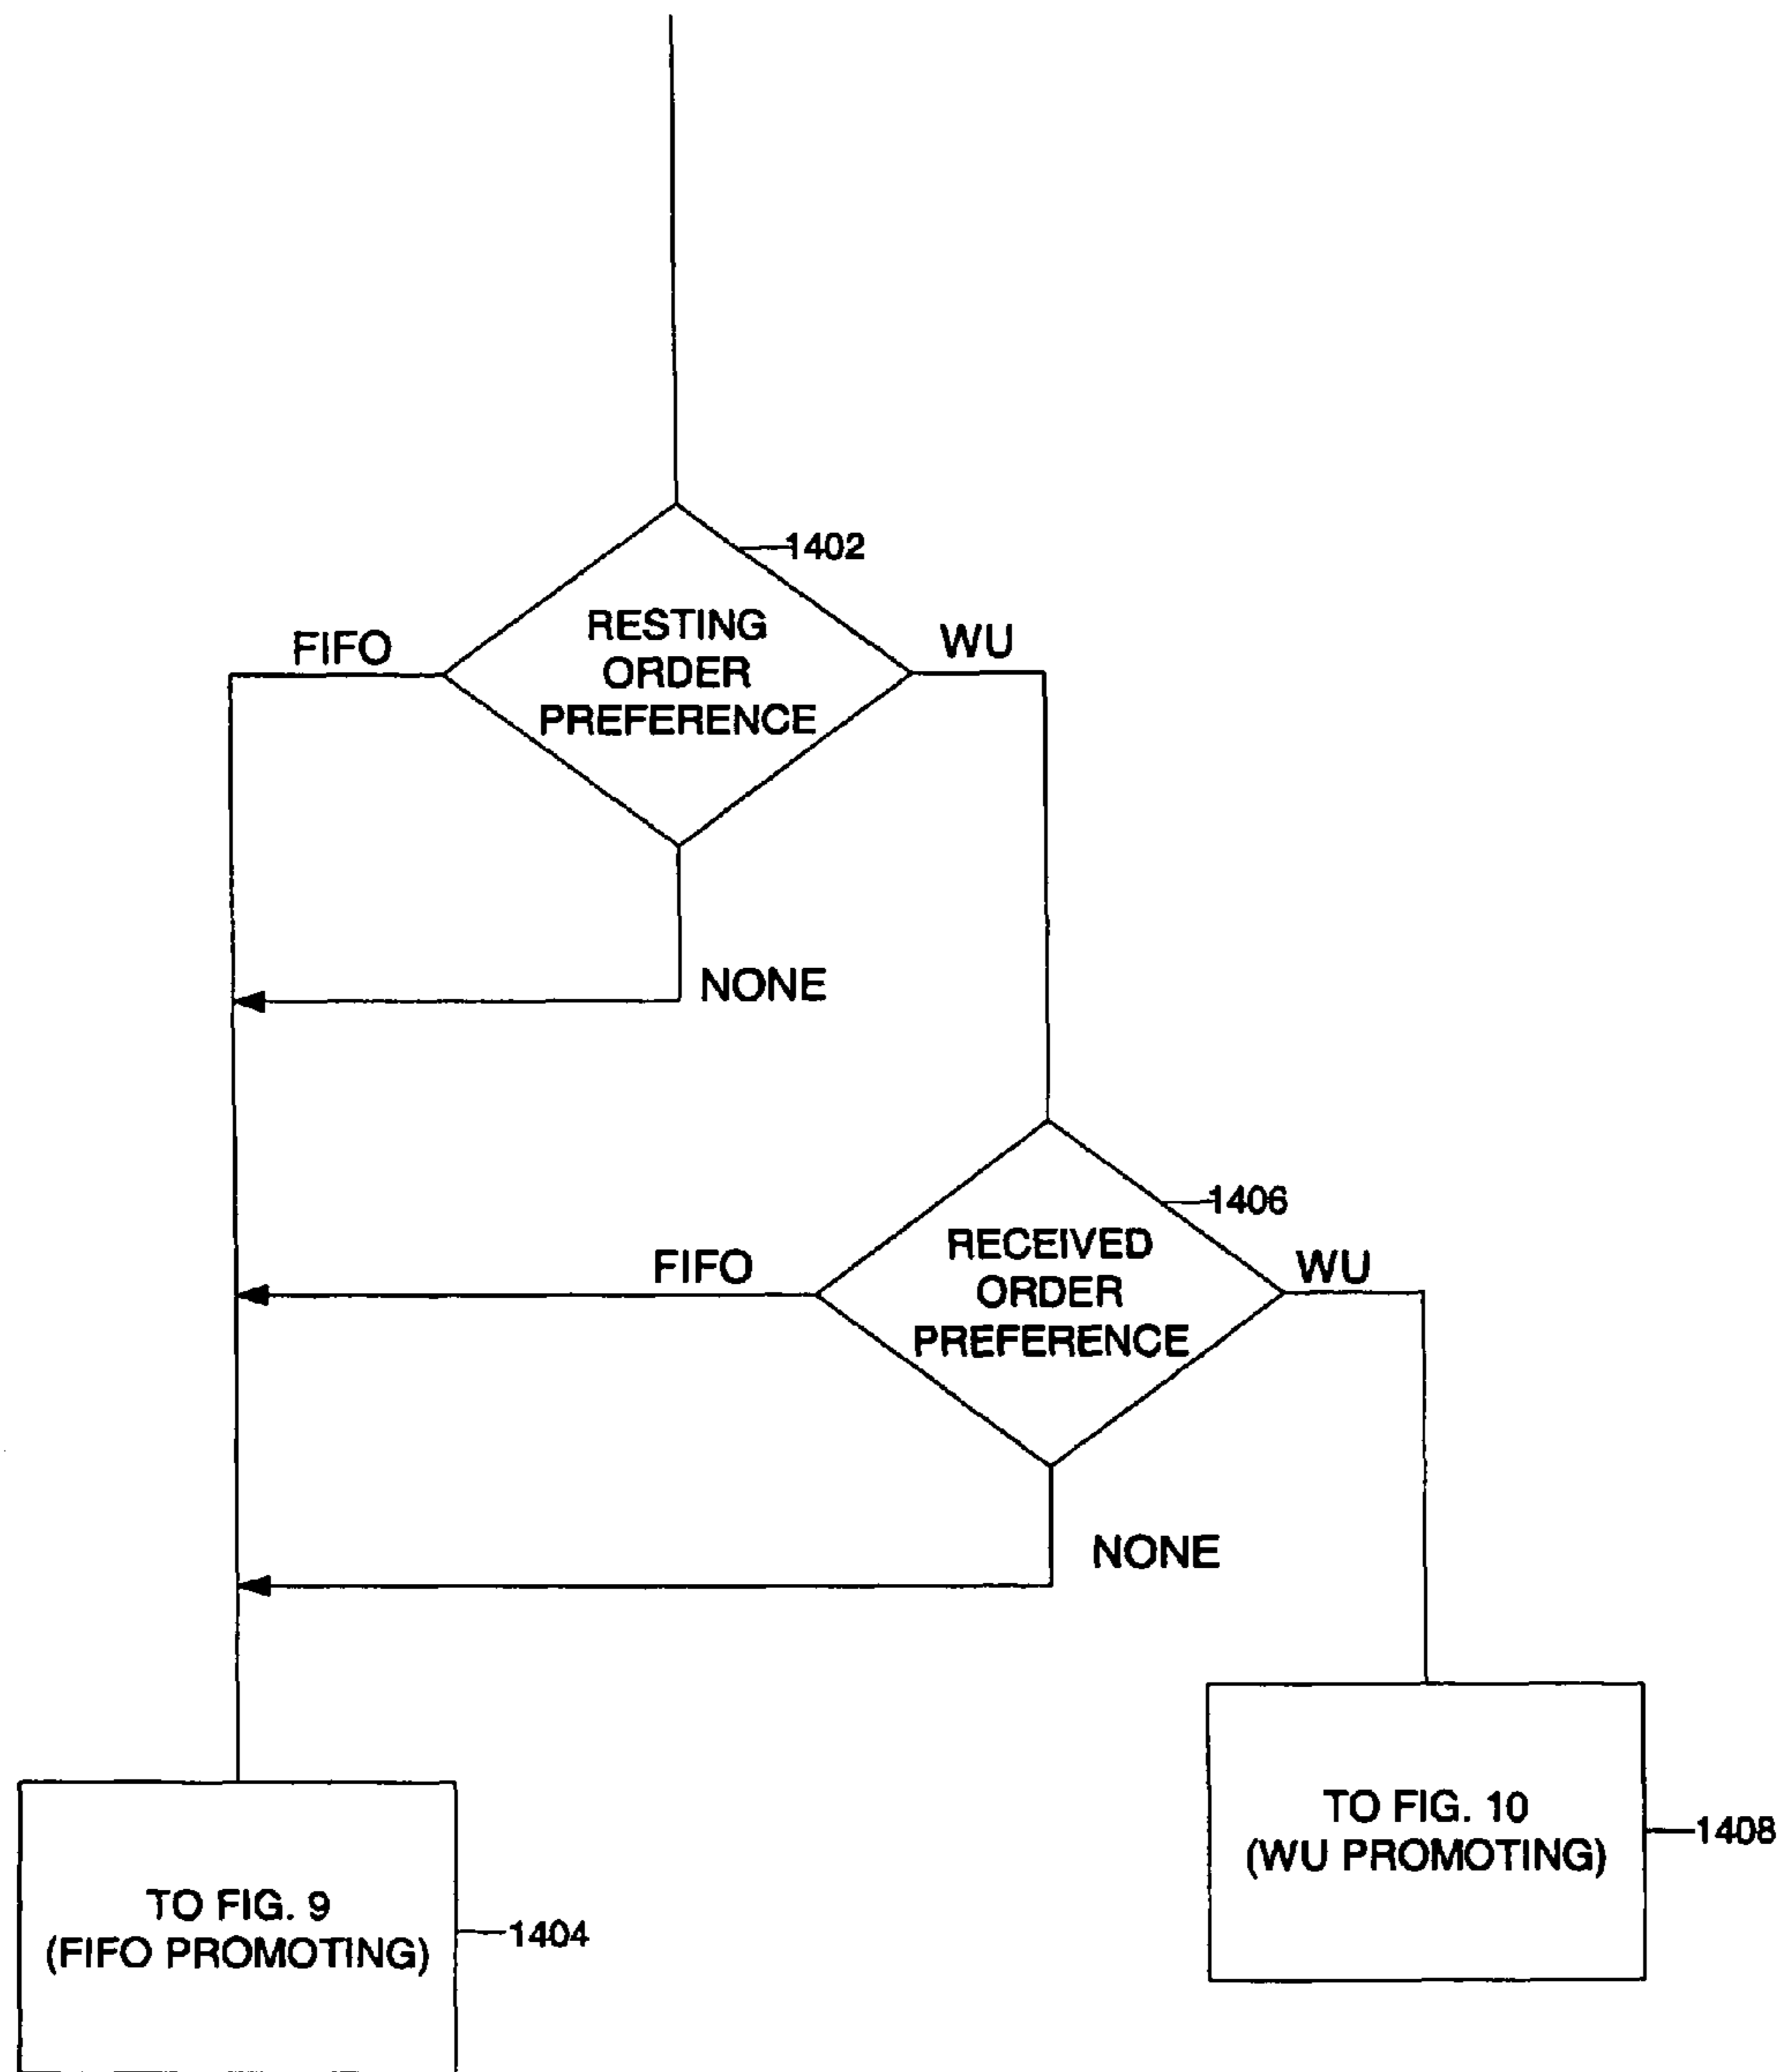 1402
RESTING
ORDER
PREFERENCE
FIFO
WU
NONE
1406
RECEIVED
ORDER
PREFERENCE
FIFO
WU
NONE
TO FIG. 10
(WU PROMOTING)
1408
TO FIG. 9
(FIFO PROMOTING)
1404